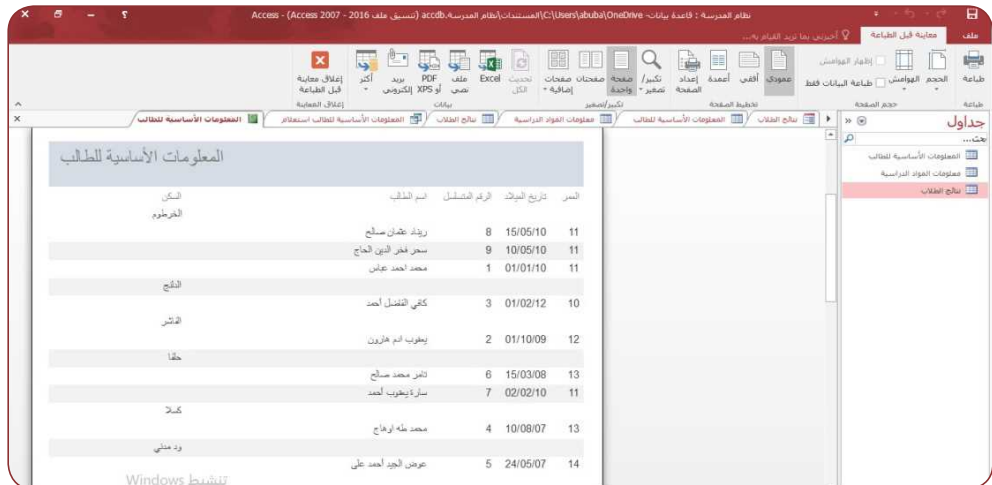 نظام المدرسة : قاعدة بيانات- C:\Users\abuba\OneDrive\المستندات\نظام المدرسة.accdb (تنسيق ملف Access 2007 - 2016) - Access
ملف معاينة قبل الطباعة أخبرني بما تريد القيام به...
طباعة الحجم الهوامش إظهار الهوامش طباعة البيانات فقط عمودي أفقي أعمدة إعداد الصفحة تكبير/تصغير صفحة واحدة صفحتان صفحات إضافية تحديث الكل Excel ملف نصي PDF أو XPS بريد إلكتروني أكثر إغلاق معاينة قبل الطباعة
طباعة حجم الصفحة تخطيط الصفحة تكبير/تصغير بيانات إغلاق المعاينة
نتائج الطلاب المعلومات الأساسية للطالب معلومات المواد الدراسية نتائج الطلاب المعلومات الأساسية للطالب استعلام المعلومات الأساسية للطالب
جداول
بحث...
المعلومات الأساسية للطالب
معلومات المواد الدراسية
نتائج الطلاب
المعلومات الأساسية للطالب
العمر تاريخ الميلاد الرقم المتسلسل اسم الطالب السكن
الخرطوم
11 15/05/10 8 ريناد عثمان صالح
11 10/05/10 9 سحر فخر الدين الحاج
11 01/01/10 1 محمد احمد عباس
الدلنج
10 01/02/12 3 كافي الفضل أحمد
الفاشر
12 01/10/09 2 يعقوب ادم هارون
حلفا
13 15/03/08 6 تامر محمد صالح
11 02/02/10 7 سارة يعقوب أحمد
كسلا
13 10/08/07 4 محمد طه اوهاج
ود مدني
14 24/05/07 5 عوض الجيد أحمد على
تنشيط Windows